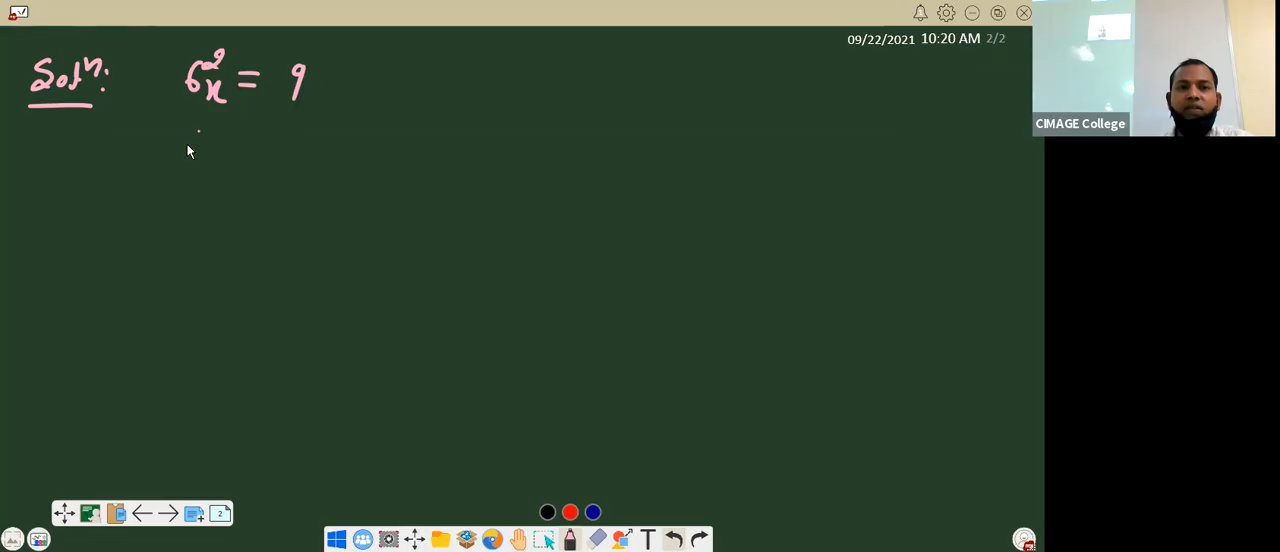 09/22/2021 10:20 AM 2/2
Solⁿ: σₓ² = 9
CIMAGE College
2
T